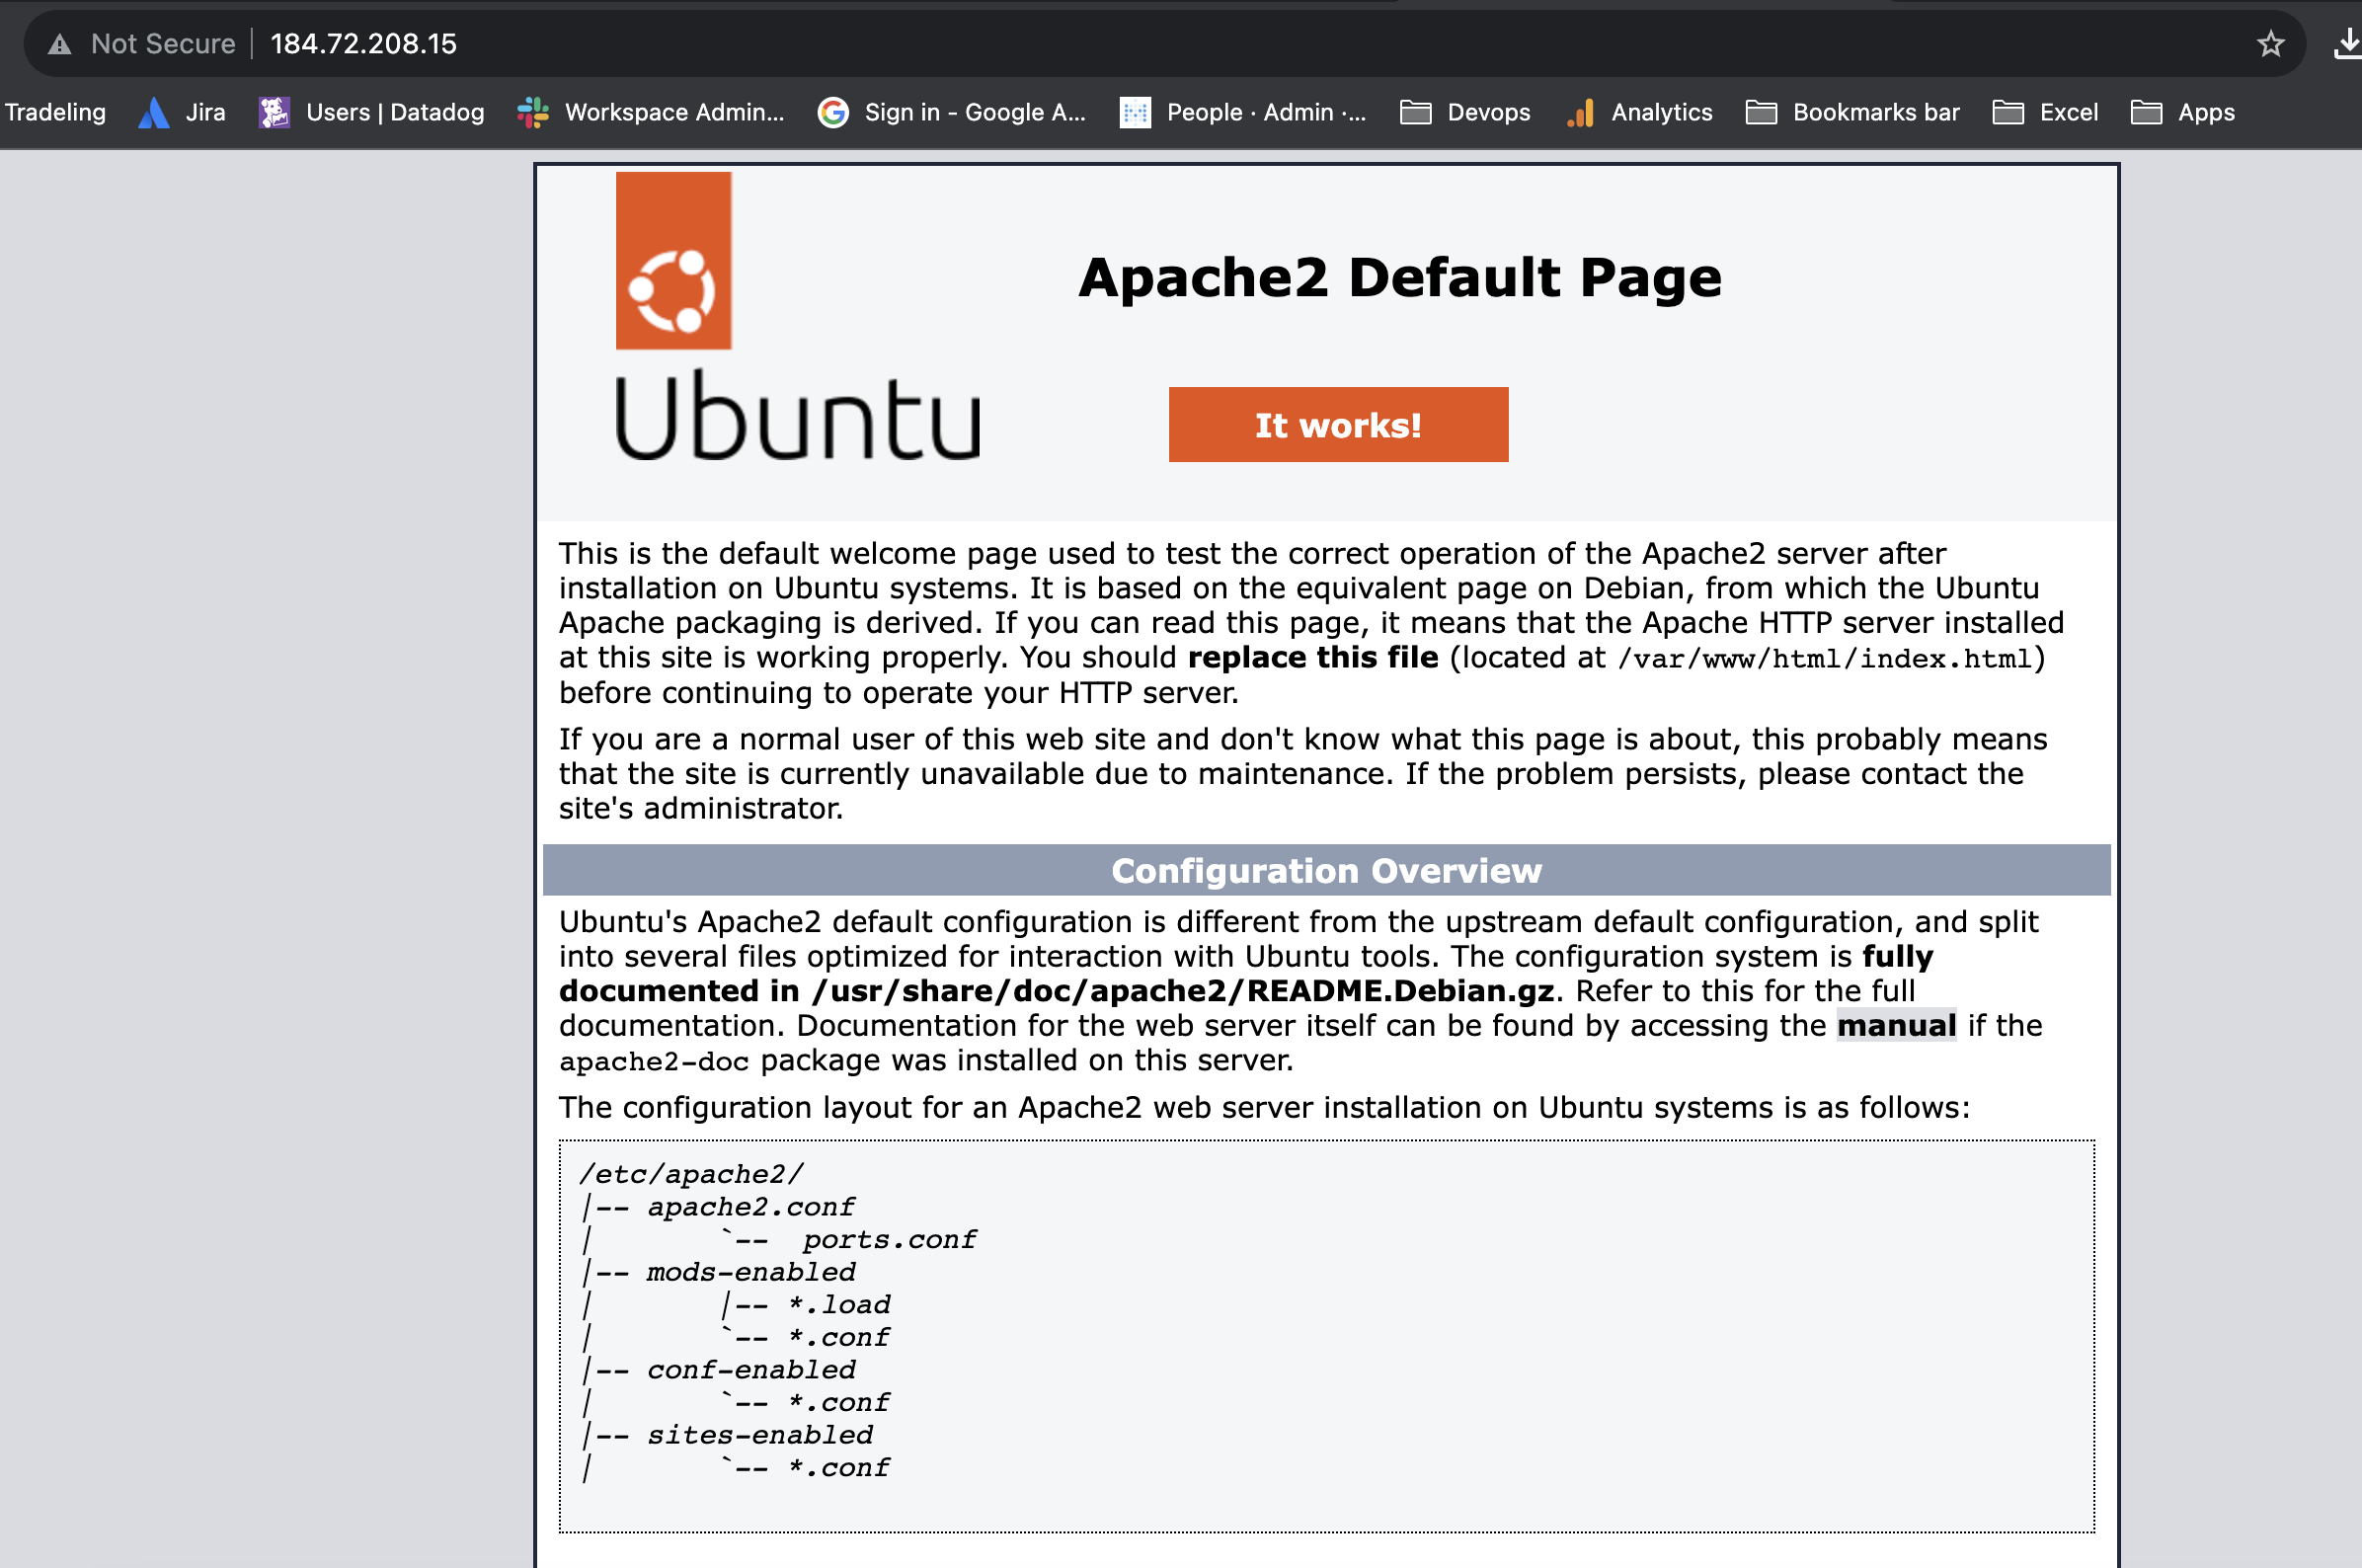 Not Secure 184.72.208.15
Tradeling Jira Users | Datadog Workspace Admin... Sign in - Google A... People · Admin ·... Devops Analytics Bookmarks bar Excel Apps
Apache2 Default Page
Ubuntu
It works!
This is the default welcome page used to test the correct operation of the Apache2 server after
installation on Ubuntu systems. It is based on the equivalent page on Debian, from which the Ubuntu
Apache packaging is derived. If you can read this page, it means that the Apache HTTP server installed
at this site is working properly. You should replace this file (located at /var/www/html/index.html)
before continuing to operate your HTTP server.
If you are a normal user of this web site and don't know what this page is about, this probably means
that the site is currently unavailable due to maintenance. If the problem persists, please contact the
site's administrator.
Configuration Overview
Ubuntu's Apache2 default configuration is different from the upstream default configuration, and split
into several files optimized for interaction with Ubuntu tools. The configuration system is fully
documented in /usr/share/doc/apache2/README.Debian.gz. Refer to this for the full
documentation. Documentation for the web server itself can be found by accessing the manual if the
apache2-doc package was installed on this server.
The configuration layout for an Apache2 web server installation on Ubuntu systems is as follows:
/etc/apache2/
|-- apache2.conf
|       `--  ports.conf
|-- mods-enabled
|       |-- *.load
|       `-- *.conf
|-- conf-enabled
|       `-- *.conf
|-- sites-enabled
|       `-- *.conf